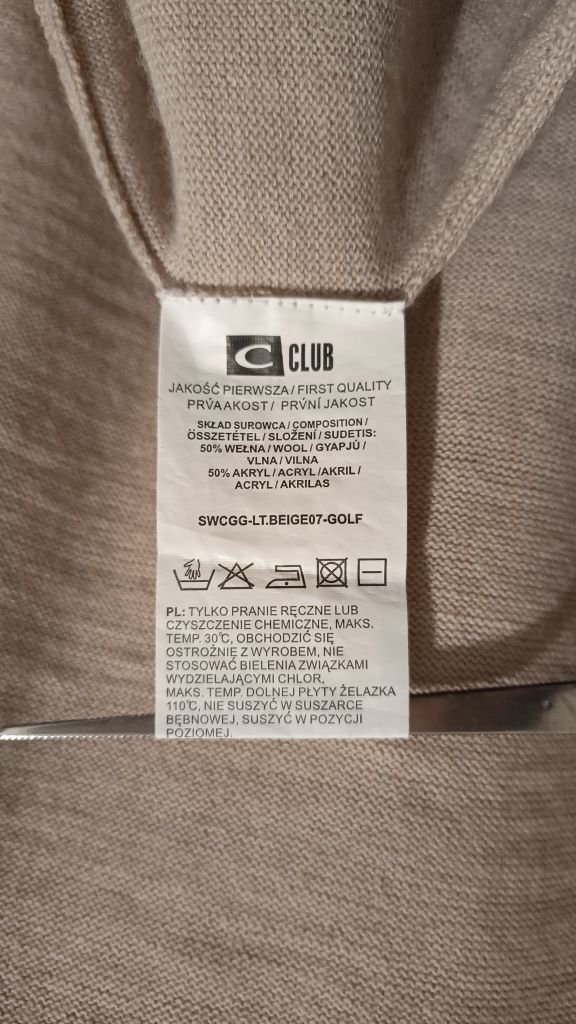 C CLUB
JAKOŚĆ PIERWSZA / FIRST QUALITY
PRVÁ AKOST / PRVNÍ JAKOST
SKŁAD SUROWCA / COMPOSITION /
ÖSSZETÉTEL / SLOŽENÍ / SUDETIS:
50% WEŁNA / WOOL / GYAPJÚ /
VLNA / VILNA
50% AKRYL / ACRYL /AKRIL /
ACRYL / AKRILAS
SWCGG-LT.BEIGE07-GOLF
PL: TYLKO PRANIE RĘCZNE LUB
CZYSZCZENIE CHEMICZNE, MAKS.
TEMP. 30°C, OBCHODZIĆ SIĘ
OSTROŻNIE Z WYROBEM, NIE
STOSOWAĆ BIELENIA ZWIĄZKAMI
WYDZIELAJĄCYMI CHLOR,
MAKS. TEMP. DOLNEJ PŁYTY ŻELAZKA
110°C, NIE SUSZYĆ W SUSZARCE
BĘBNOWEJ, SUSZYĆ W POZYCJI
POZIOMEJ.